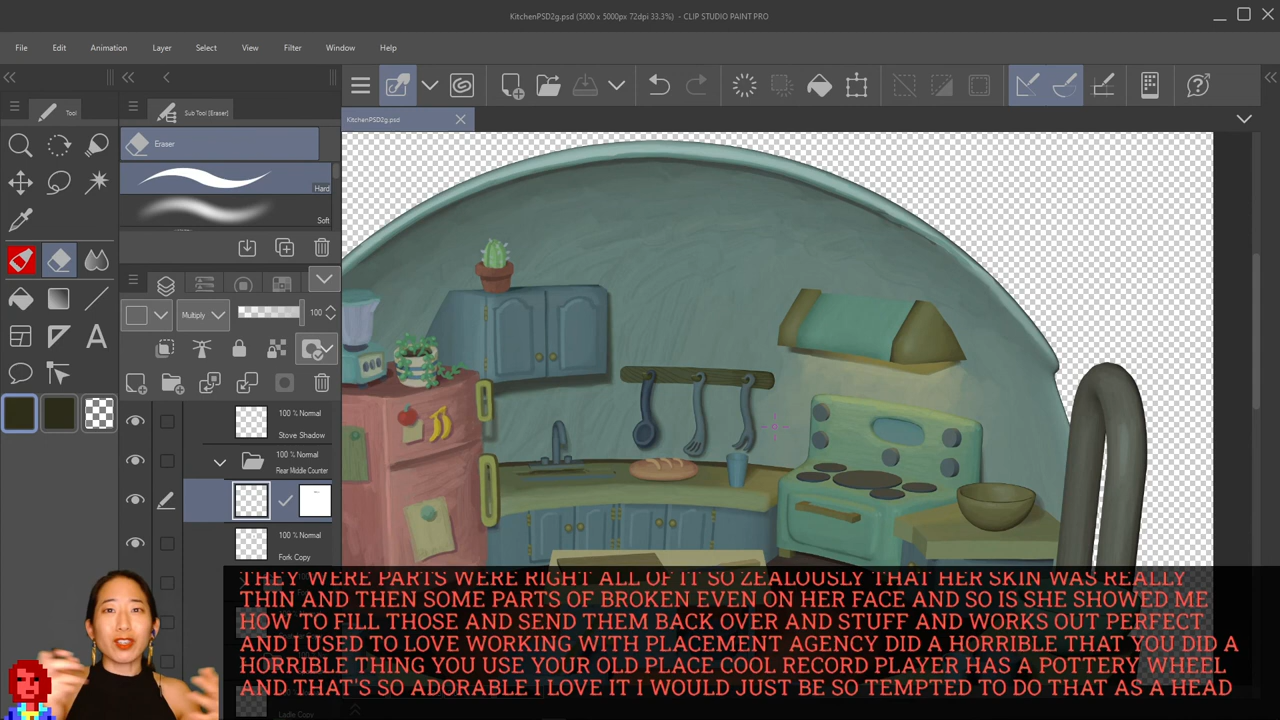 KitchenPSD2g.psd (5000 x 5000px 72dpi 33.3%) - CLIP STUDIO PAINT PRO
File Edit Animation Layer Select View Filter Window Help
Tool
Sub Tool [Eraser]
KitchenPSD2g.psd
Eraser
Hard
Soft
Multiply 100
100 % Normal
Stove Shadow
100 % Normal
Rear Middle Counter
100 % Normal
Fork Copy
Ladle Copy
THEY WERE PARTS WERE RIGHT ALL OF IT SO ZEALOUSLY THAT HER SKIN WAS REALLY
THIN AND THEN SOME PARTS OF BROKEN EVEN ON HER FACE AND SO IS SHE SHOWED ME
HOW TO FILL THOSE AND SEND THEM BACK OVER AND STUFF AND WORKS OUT PERFECT
AND I USED TO LOVE WORKING WITH PLACEMENT AGENCY DID A HORRIBLE THAT YOU DID A
HORRIBLE THING YOU USE YOUR OLD PLACE COOL RECORD PLAYER HAS A POTTERY WHEEL
AND THAT'S SO ADORABLE I LOVE IT I WOULD JUST BE SO TEMPTED TO DO THAT AS A HEAD